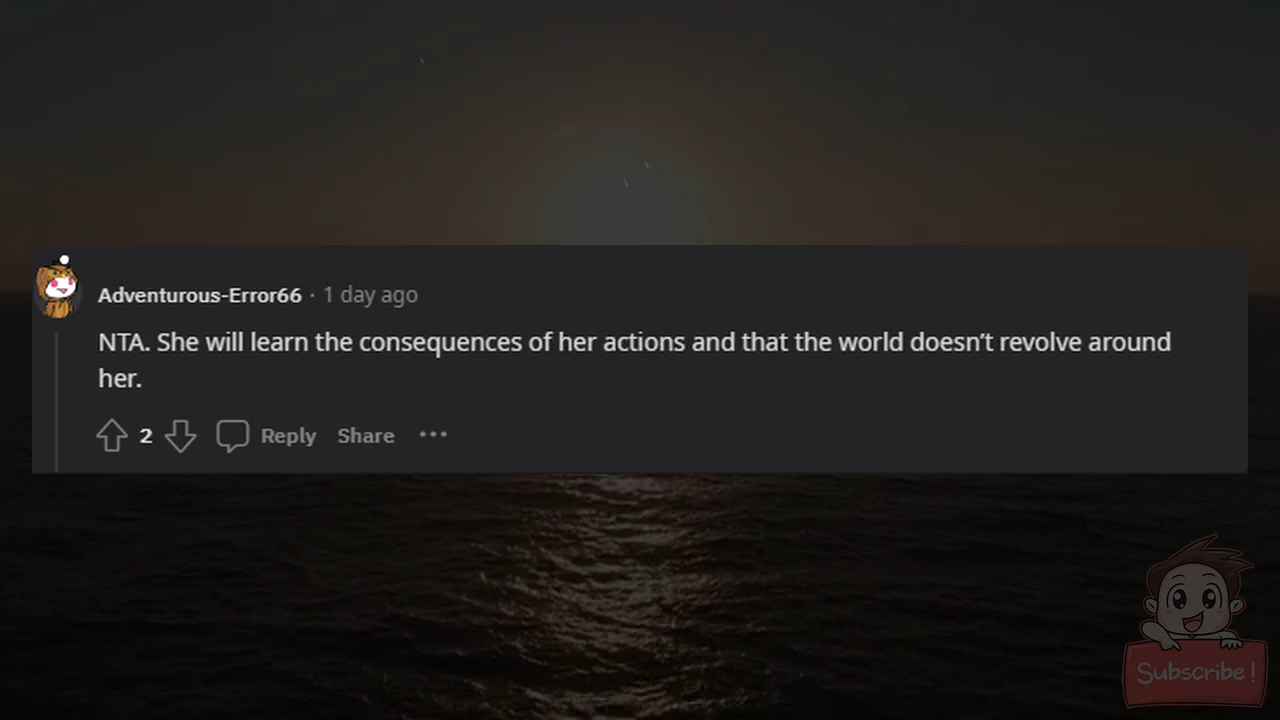 Adventurous-Error66 · 1 day ago
NTA. She will learn the consequences of her actions and that the world doesn’t revolve around
her.
2 Reply Share ···
Subscribe!